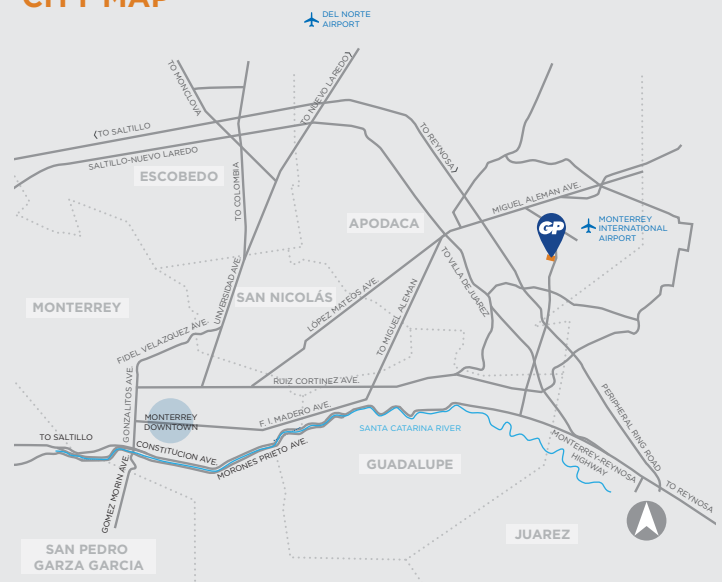 CITY MAP
DEL NORTE
AIRPORT
TO MONCLOVA
TO NUEVO LAREDO❯
❮TO SALTILLO
TO REYNOSA❯
SALTILLO-NUEVO LAREDO
ESCOBEDO
TO COLOMBIA
MIGUEL ALEMAN AVE.
APODACA
GP
MONTERREY
INTERNATIONAL
AIRPORT
UNVERSIDAD AVE.
TO VILLA DE JUAREZ
SAN NICOLÁS
MONTERREY
LÓPEZ MATEOS AVE.
TO MIGUEL ALEMAN
FIDEL VELAZQUEZ AVE.
RUIZ CORTINEZ AVE.
GONZALITOS AVE.
MONTERREY
DOWNTOWN
F. I. MADERO AVE.
PERIPHERAL RING ROAD
SANTA CATARINA RIVER
TO SALTILLO
CONSTITUCION AVE.
MORONES PRIETO AVE.
MONTERREY-REYNOSA
HIGHWAY
GUADALUPE
GOMEZ MORIN AVE.
TO REYNOSA
JUAREZ
SAN PEDRO
GARZA GARCIA